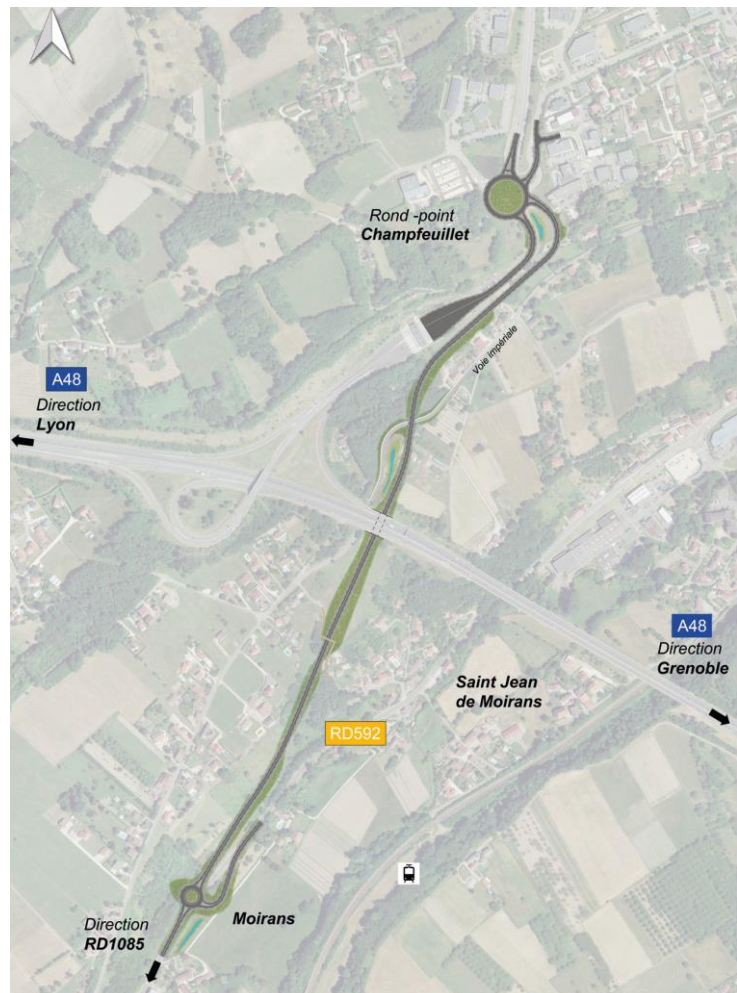 Rond -point
Champfeuillet
Voie impériale
A48
Direction
Lyon
A48
Direction
Grenoble
Saint Jean
de Moirans
RD592
Moirans
Direction
RD1085